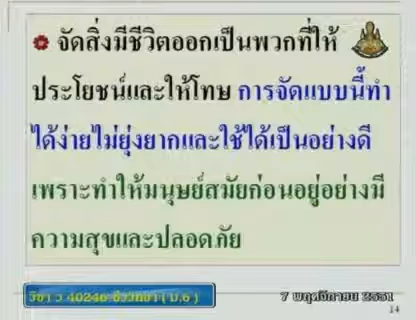 จัดสิ่งมีชีวิตออกเป็นพวกที่ให้
ประโยชน์และให้โทษ การจัดแบบนี้ทำ
ได้ง่ายไม่ยุ่งยากและใช้ได้เป็นอย่างดี
เพราะทำให้มนุษย์สมัยก่อนอยู่อย่างมี
ความสุขและปลอดภัย
วิชา ว 40246 ชีววิทยา ( ม.6 )
7 พฤศจิกายน 2551
14